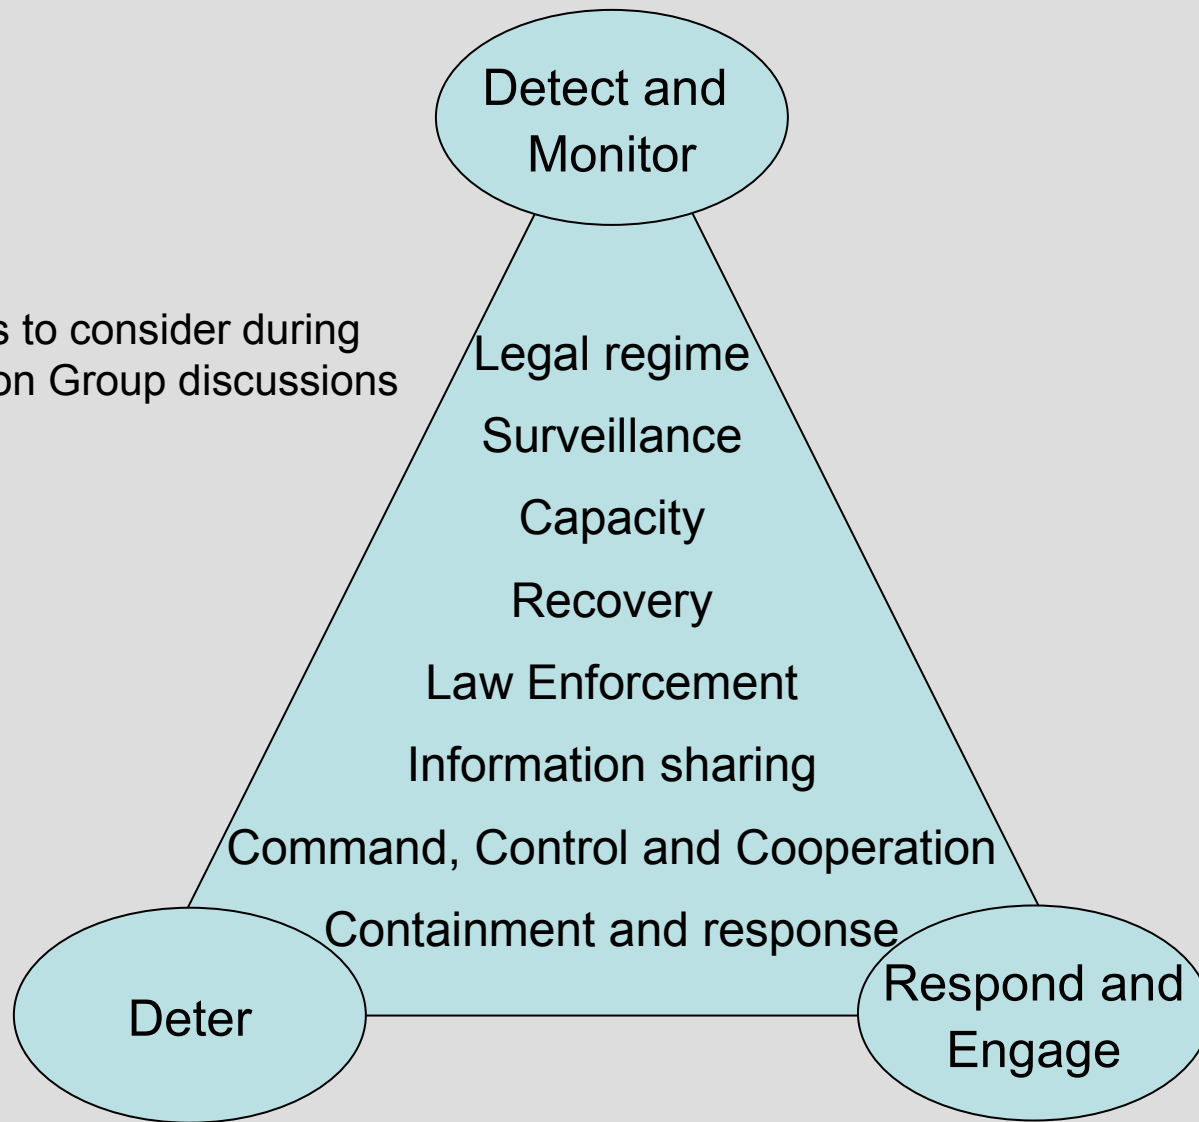 Detect and
Monitor
s to consider during
on Group discussions
Legal regime
Surveillance
Capacity
Recovery
Law Enforcement
Information sharing
Command, Control and Cooperation
Containment and response
Deter
Respond and
Engage